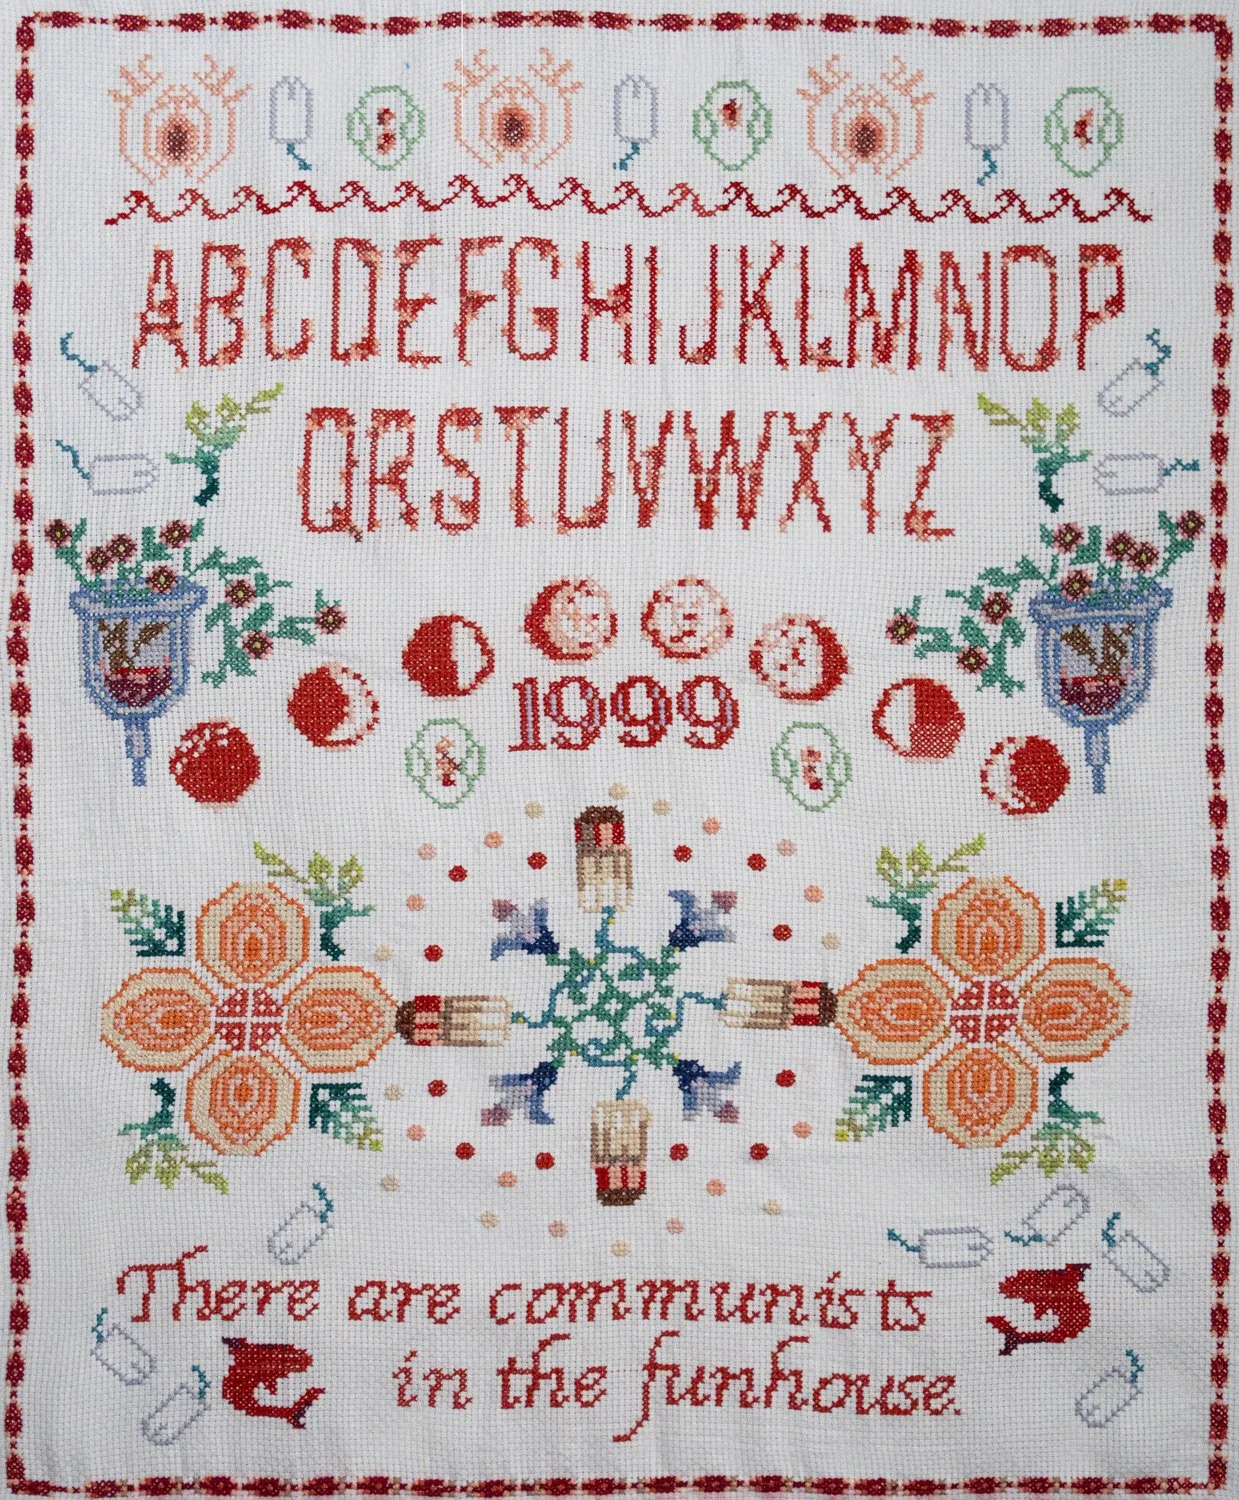 ABCDEFGHIJKLMNOP
QRSTUVWXYZ
1999
There are communists
in the funhouse.